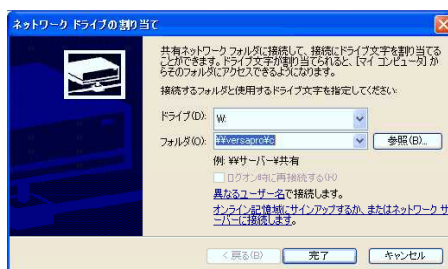 ネットワーク ドライブの割り当て
共有ネットワーク フォルダに接続して、接続にドライブ文字を割り当てる
ことができます。ドライブ文字が割り当てられると、[マイ コンピュータ] か
らそのフォルダにアクセスできるようになります。
接続するフォルダと使用するドライブ文字を指定してください:
ドライブ(D): W:
フォルダ(O): ¥¥versapro¥c 参照(B)...
例: ¥¥サーバー¥共有
ログオン時に再接続する(H)
異なるユーザー名で接続します。
オンライン記憶域にサインアップするか、またはネットワーク サ
ーバーに接続します。
< 戻る(B) 完了 キャンセル